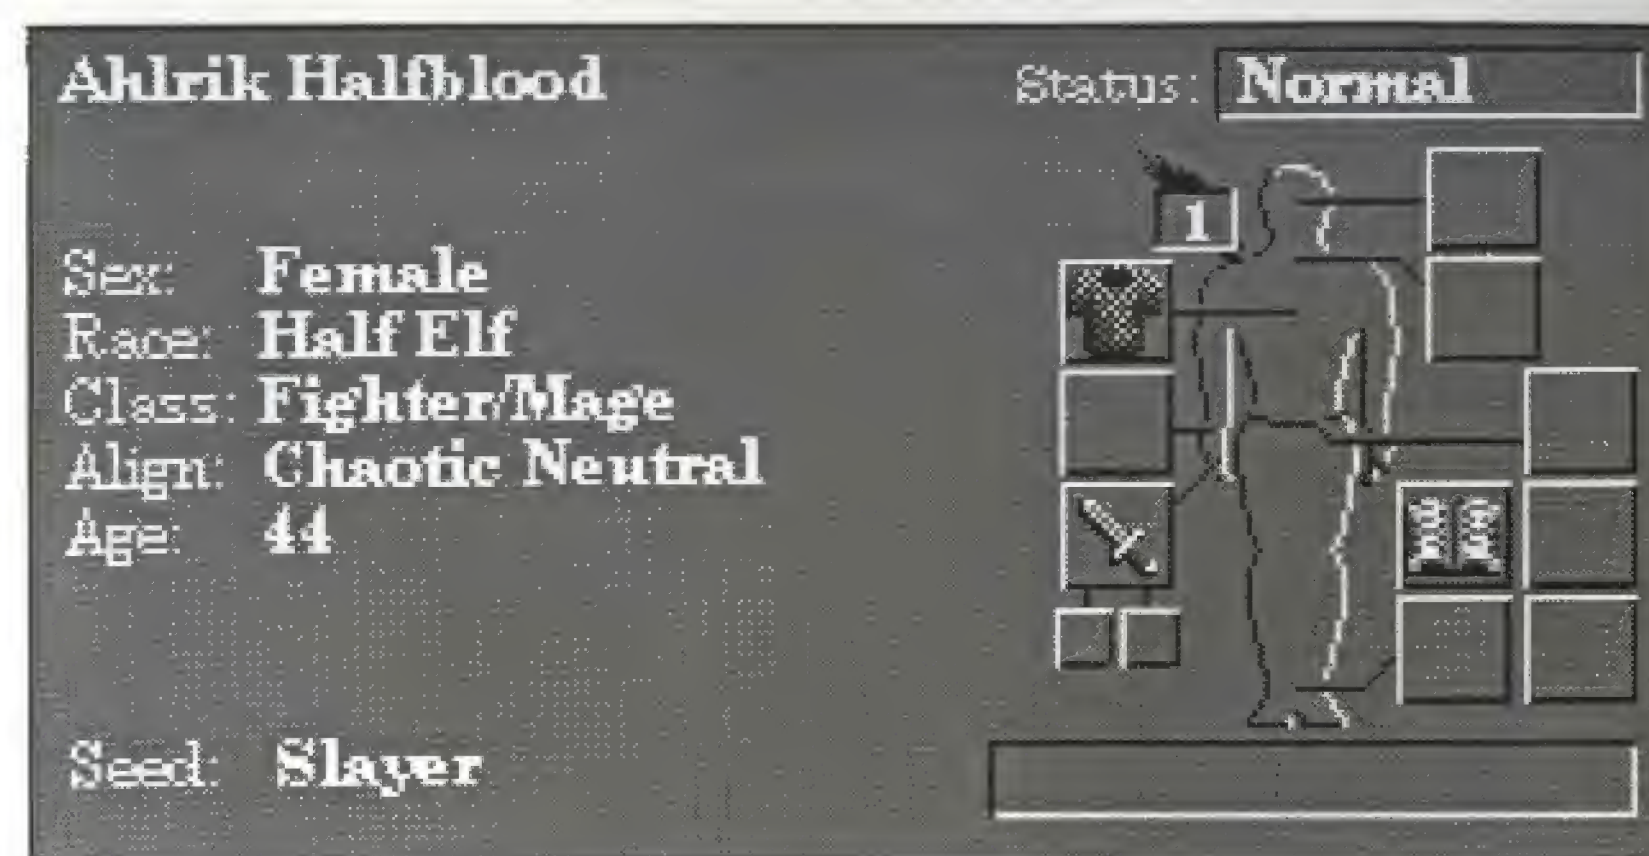 Ahlrik Halfblood
Status: Normal
1
Sex: Female
Race: Half Elf
Class: Fighter/Mage
Align: Chaotic Neutral
Age: 44
Seed: Slayer